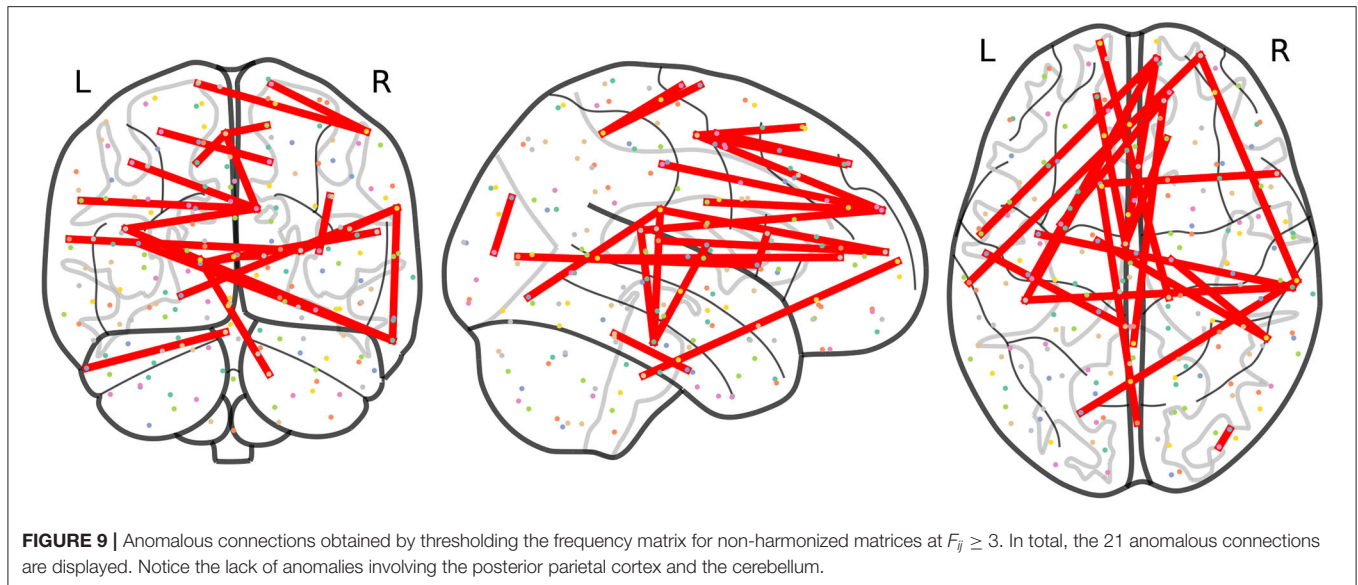 L
R
L
R
FIGURE 9 | Anomalous connections obtained by thresholding the frequency matrix for non-harmonized matrices at F_ij ≥ 3. In total, the 21 anomalous connections
are displayed. Notice the lack of anomalies involving the posterior parietal cortex and the cerebellum.